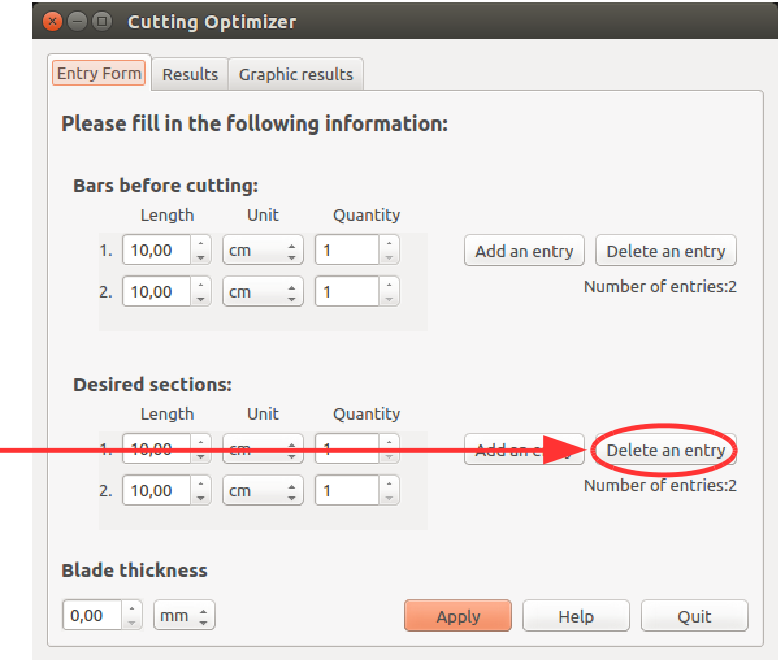 Cutting Optimizer
Entry Form Results Graphic results
Please fill in the following information:
Bars before cutting:
Length Unit Quantity
1. 10,00 cm 1 Add an entry Delete an entry
2. 10,00 cm 1 Number of entries:2
Desired sections:
Length Unit Quantity
1. 10,00 cm 1 Add an entry Delete an entry
2. 10,00 cm 1 Number of entries:2
Blade thickness
0,00 mm Apply Help Quit